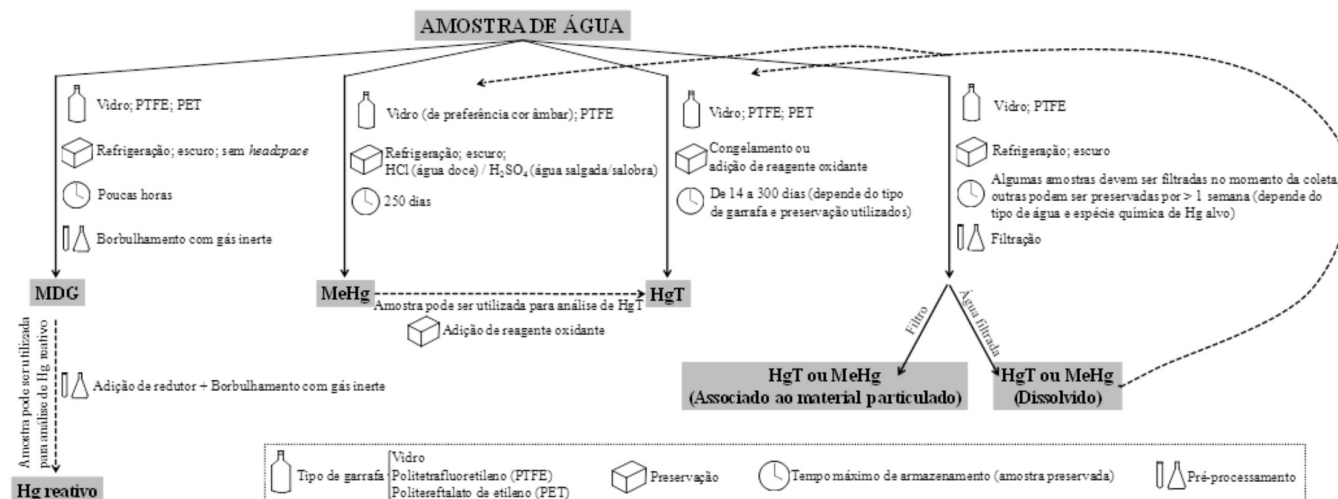 AMOSTRA DE ÁGUA
Vidro; PTFE; PET
Refrigeração; escuro; sem headspace
Poucas horas
Borbulhamento com gás inerte
MDG
Amostra pode ser utilizada
para análise de Hg reativo
Adição de redutor + Borbulhamento com gás inerte
Hg reativo
Vidro (de preferência cor âmbar); PTFE
Refrigeração; escuro;
HCl (água doce) / H₂SO₄ (água salgada/salobra)
250 dias
MeHg
Amostra pode ser utilizada para análise de HgT
Adição de reagente oxidante
Vidro; PTFE; PET
Congelamento ou
adição de reagente oxidante
De 14 a 300 dias (depende do tipo
de garrafa e preservação utilizados)
HgT
Vidro; PTFE
Refrigeração; escuro
Algumas amostras devem ser filtradas no momento da coleta,
outras podem ser preservadas por > 1 semana (depende do
tipo de água e espécie química de Hg alvo)
Filtração
Filtro
Água filtrada
HgT ou MeHg
(Associado ao material particulado)
HgT ou MeHg
(Dissolvido)
Tipo de garrafa
Vidro
Politetrafluoretileno (PTFE)
Politereftalato de etileno (PET)
Preservação
Tempo máximo de armazenamento (amostra preservada)
Pré-processamento